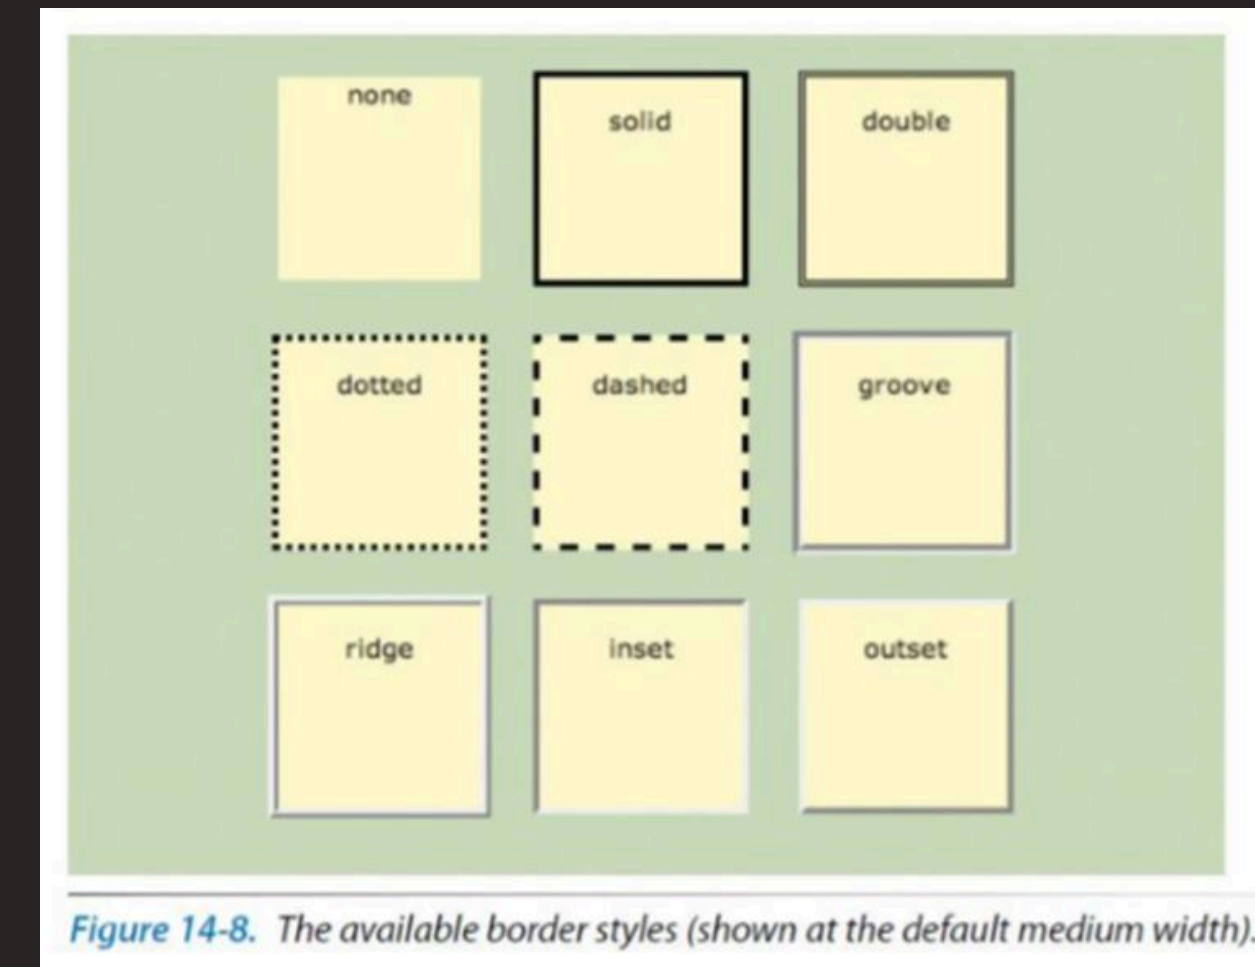 none
solid
double
dotted
dashed
groove
ridge
inset
outset
Figure 14-8. The available border styles (shown at the default medium width).